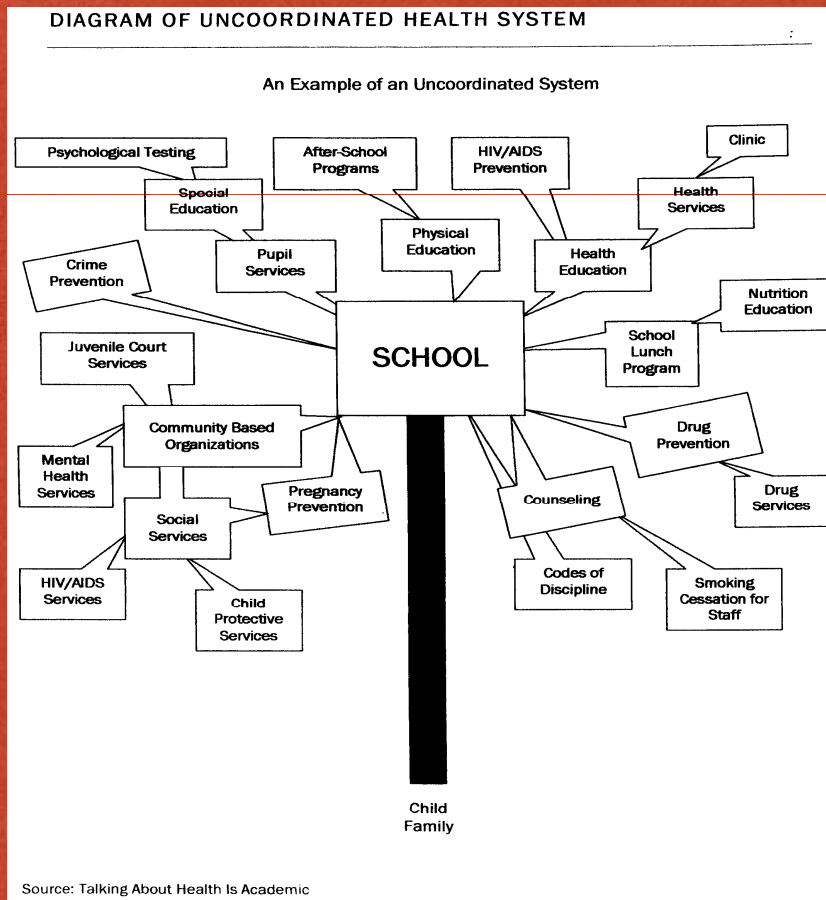 DIAGRAM OF UNCOORDINATED HEALTH SYSTEM
An Example of an Uncoordinated System
Psychological Testing
After-School
Programs
HIV/AIDS
Prevention
Clinic
Special
Education
Health
Services
Physical
Education
Pupil
Services
Health
Education
Crime
Prevention
Nutrition
Education
SCHOOL
School
Lunch
Program
Juvenile Court
Services
Community Based
Organizations
Drug
Prevention
Mental
Health
Services
Pregnancy
Prevention
Counseling
Drug
Services
Social
Services
HIV/AIDS
Services
Child
Protective
Services
Codes of
Discipline
Smoking
Cessation for
Staff
Child
Family
Source: Talking About Health Is Academic